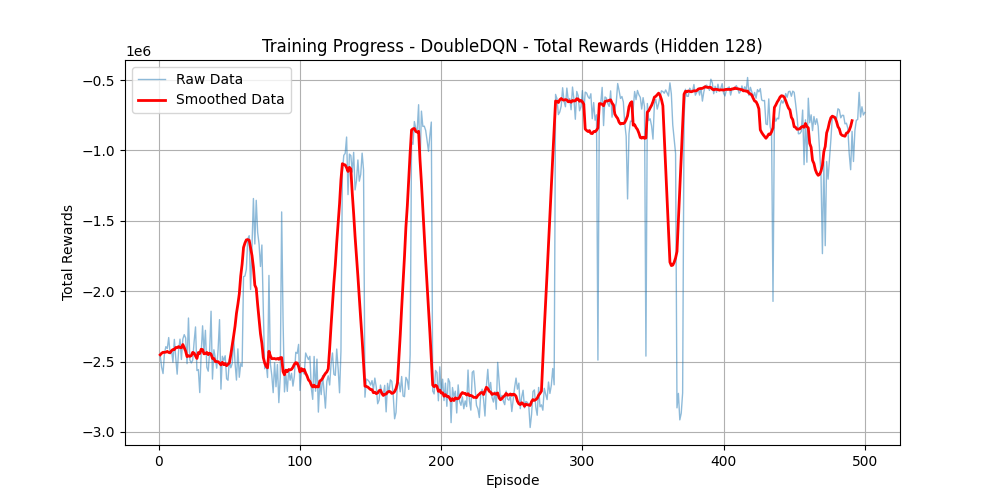 Training Progress - DoubleDQN - Total Rewards (Hidden 128)
1e6
Raw Data
Smoothed Data
−0.5
−1.0
−1.5
−2.0
−2.5
−3.0
Total Rewards
0 100 200 300 400 500
Episode